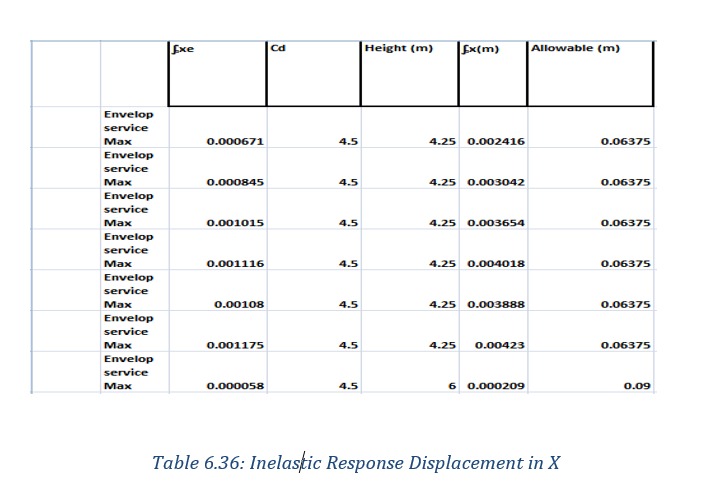 ƒxe Cd Height (m) ƒx(m) Allowable (m)
Envelop
service
Max 0.000671 4.5 4.25 0.002416 0.06375
Envelop
service
Max 0.000845 4.5 4.25 0.003042 0.06375
Envelop
service
Max 0.001015 4.5 4.25 0.003654 0.06375
Envelop
service
Max 0.001116 4.5 4.25 0.004018 0.06375
Envelop
service
Max 0.00108 4.5 4.25 0.003888 0.06375
Envelop
service
Max 0.001175 4.5 4.25 0.00423 0.06375
Envelop
service
Max 0.000058 4.5 6 0.000209 0.09
Table 6.36: Inelastic Response Displacement in X